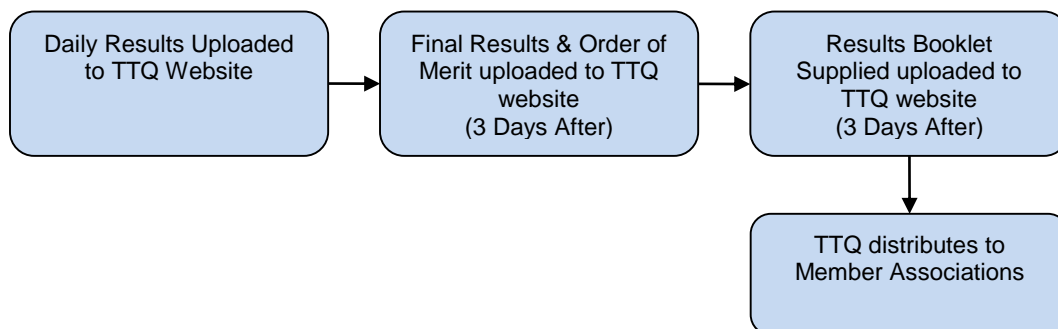 Daily Results Uploaded
to TTQ Website
Final Results & Order of
Merit uploaded to TTQ
website
(3 Days After)
Results Booklet
Supplied uploaded to
TTQ website
(3 Days After)
TTQ distributes to
Member Associations